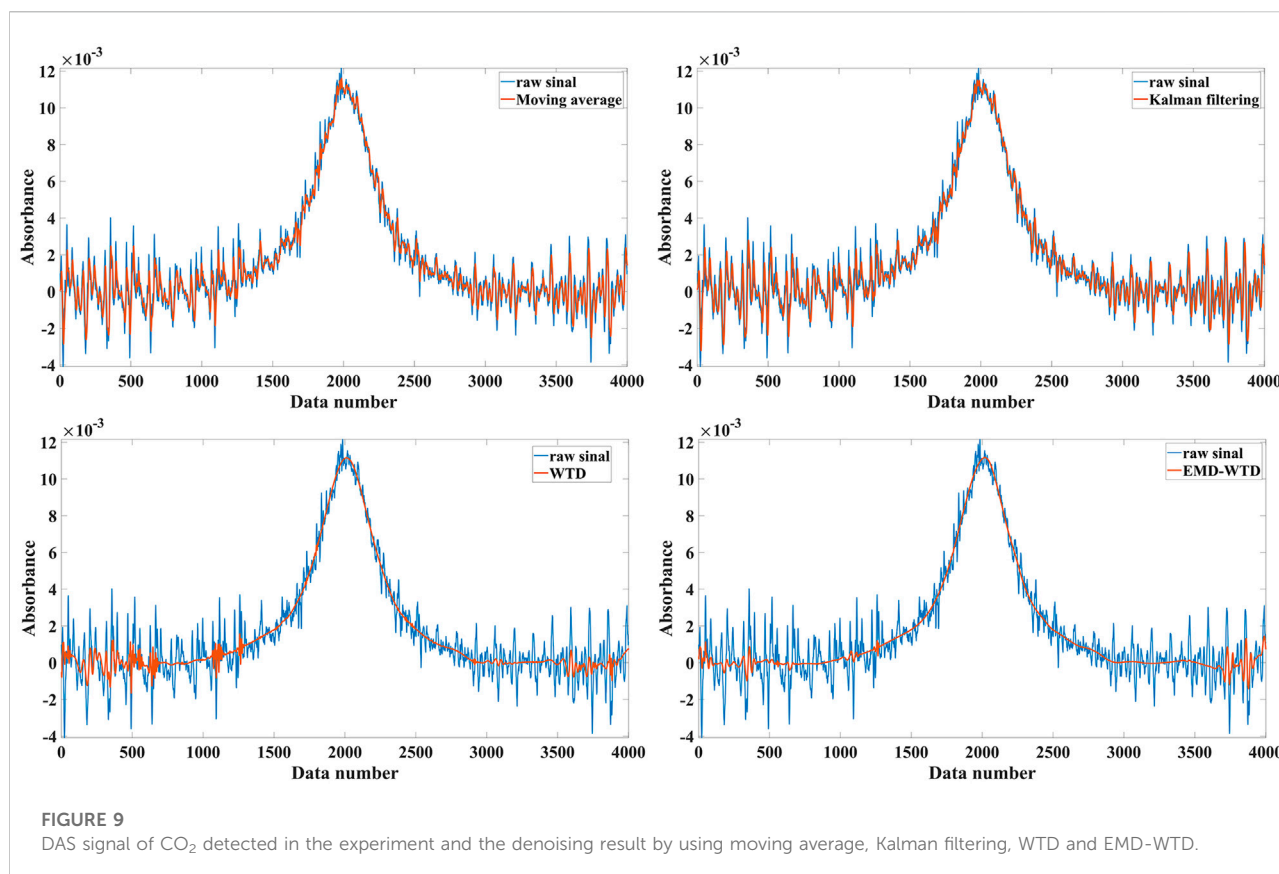 ×10⁻³
raw sinal
Moving average
Absorbance
12
10
8
6
4
2
0
-2
-4
0 500 1000 1500 2000 2500 3000 3500 4000
Data number
×10⁻³
raw sinal
Kalman filtering
Absorbance
12
10
8
6
4
2
0
-2
-4
0 500 1000 1500 2000 2500 3000 3500 4000
Data number
×10⁻³
raw sinal
WTD
Absorbance
12
10
8
6
4
2
0
-2
-4
0 500 1000 1500 2000 2500 3000 3500 4000
Data number
×10⁻³
raw sinal
EMD-WTD
Absorbance
12
10
8
6
4
2
0
-2
-4
0 500 1000 1500 2000 2500 3000 3500 4000
Data number
FIGURE 9
DAS signal of CO₂ detected in the experiment and the denoising result by using moving average, Kalman filtering, WTD and EMD-WTD.